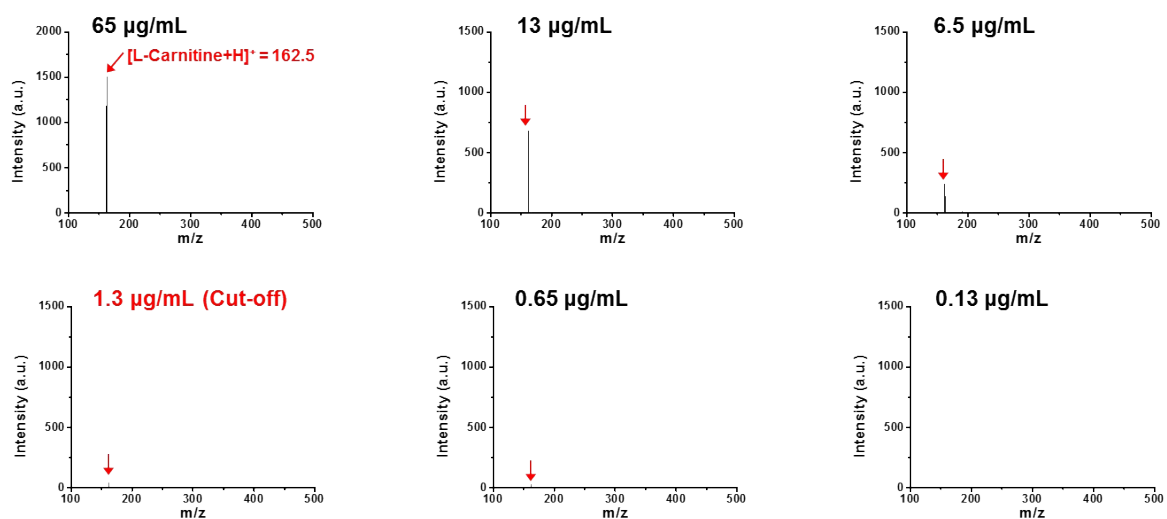 65 µg/mL
[L-Carnitine+H]⁺ = 162.5
Intensity (a.u.)
2000
1500
1000
500
0
100 200 300 400 500
m/z
13 µg/mL
Intensity (a.u.)
1500
1000
500
0
100 200 300 400 500
m/z
6.5 µg/mL
Intensity (a.u.)
1500
1000
500
0
100 200 300 400 500
m/z
1.3 µg/mL (Cut-off)
Intensity (a.u.)
1500
1000
500
0
100 200 300 400 500
m/z
0.65 µg/mL
Intensity (a.u.)
1500
1000
500
0
100 200 300 400 500
m/z
0.13 µg/mL
Intensity (a.u.)
1500
1000
500
0
100 200 300 400 500
m/z